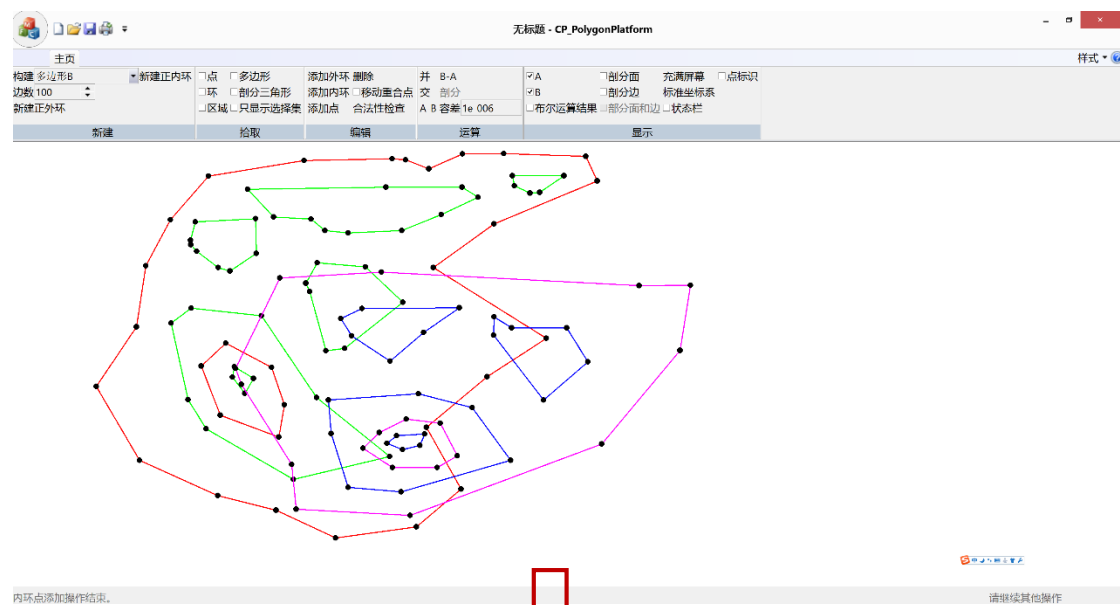 无标题 - CP_PolygonPlatform
主页
样式
构建 多边形B 新建正内环
边数 100
新建正外环
新建
点 多边形
环 剖分三角形
区域 只显示选择集
拾取
添加外环 删除
添加内环 移动重合点
添加点 合法性检查
编辑
并 B-A
交 剖分
A B 容差 1e 006
运算
A 剖分面 充满屏幕 点标识
B 剖分边 标准坐标系
布尔运算结果 部分面和边 状态栏
显示
内环点添加操作结束。
请继续其他操作